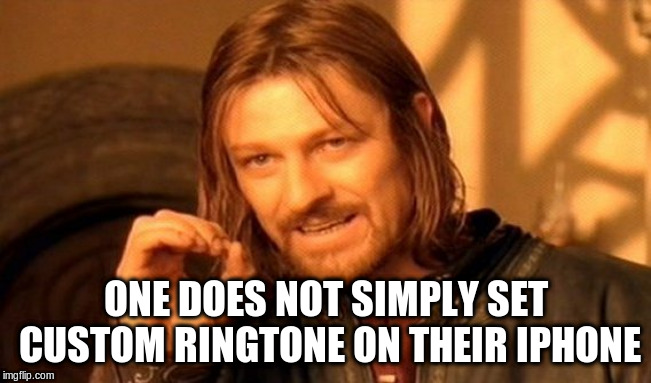 ONE DOES NOT SIMPLY SET
CUSTOM RINGTONE ON THEIR IPHONE
imgflip.com